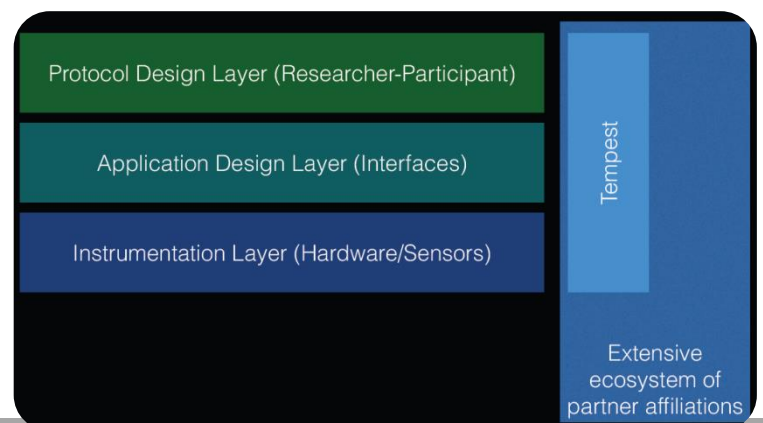 Protocol Design Layer (Researcher-Participant)
Application Design Layer (Interfaces)
Instrumentation Layer (Hardware/Sensors)
Tempest
Extensive
ecosystem of
partner affiliations